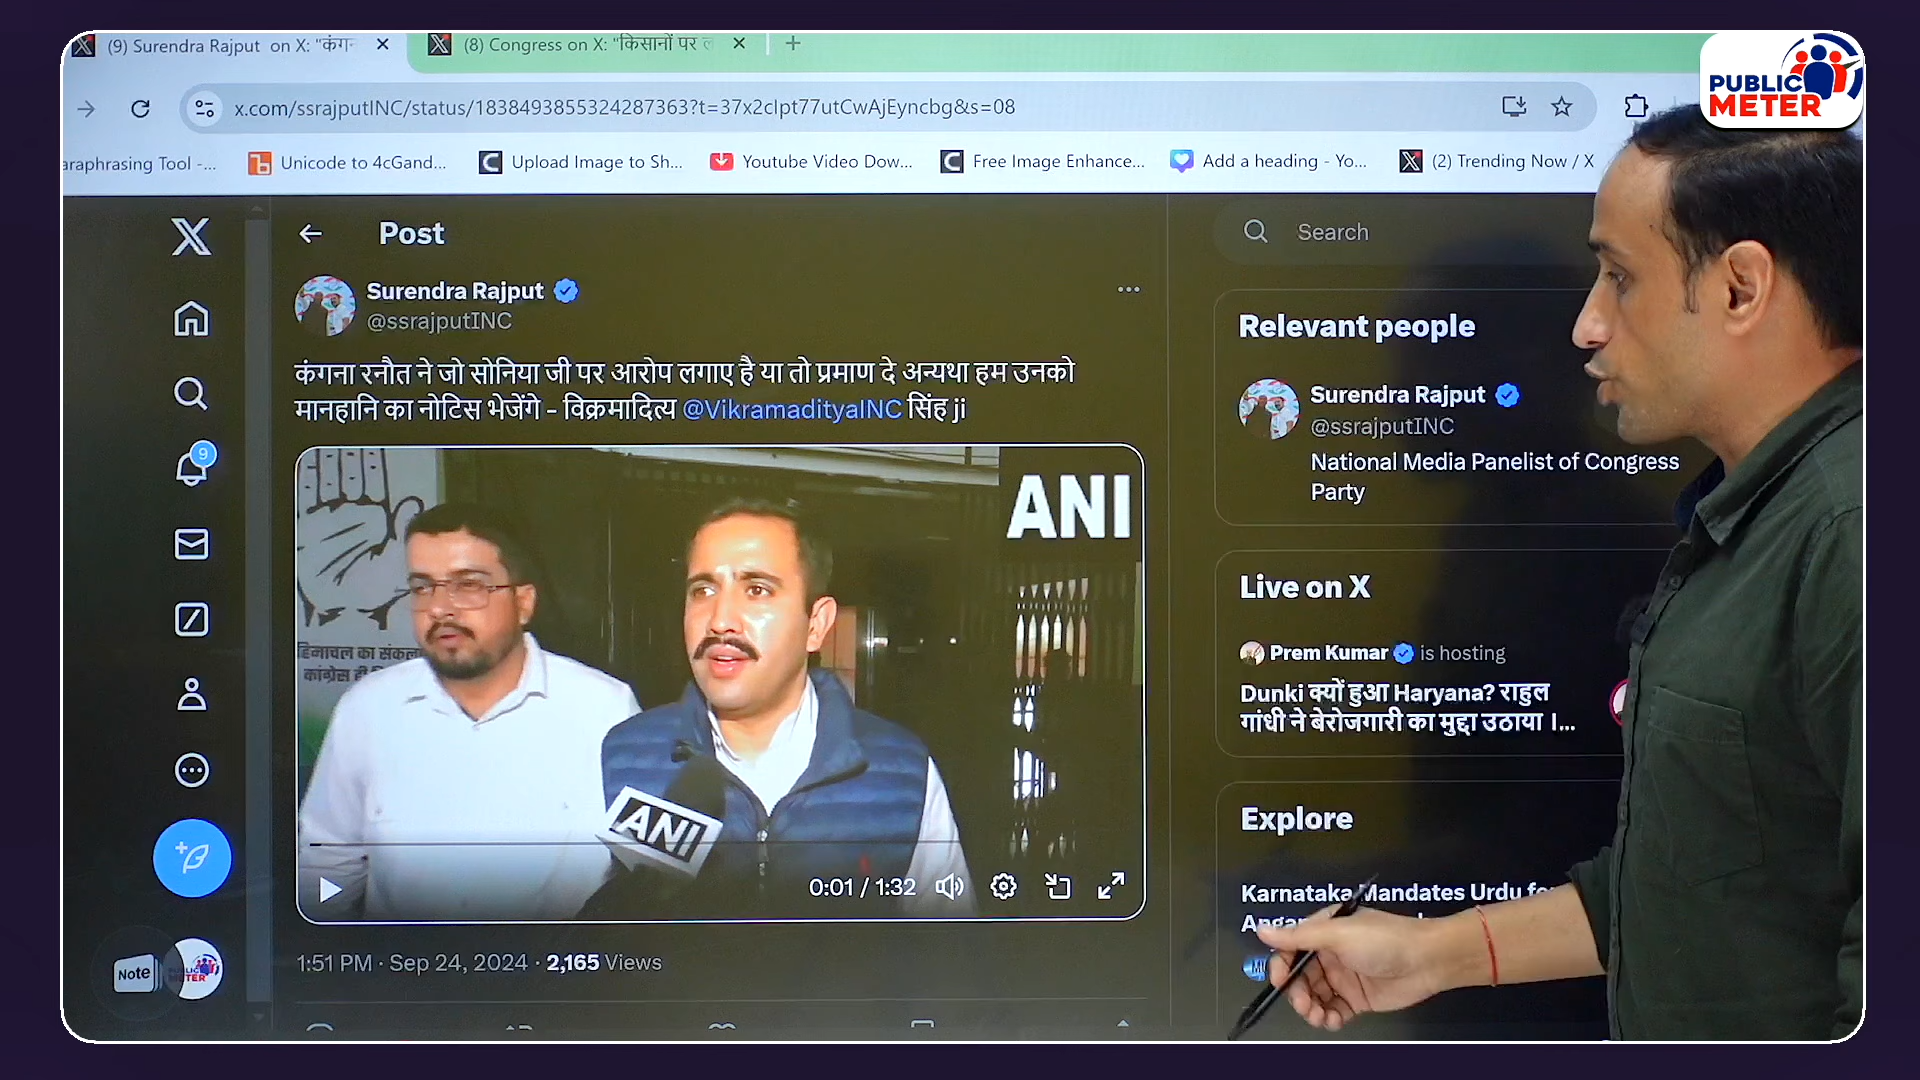 (9) Surendra Rajput on X: "कंगन
(8) Congress on X: "किसानों पर ल
PUBLIC
METER
x.com/ssrajputINC/status/1838493855324287363?t=37x2cIpt77utCwAjEyncbg&s=08
araphrasing Tool -...
Unicode to 4cGand...
Upload Image to Sh...
Youtube Video Dow...
Free Image Enhance...
Add a heading - Yo...
(2) Trending Now / X
Post
Search
Surendra Rajput
@ssrajputINC
कंगना रनौत ने जो सोनिया जी पर आरोप लगाए है या तो प्रमाण दे अन्यथा हम उनको
मानहानि का नोटिस भेजेंगे - विक्रमादित्य @VikramadityaINC सिंह ji
Relevant people
Surendra Rajput
@ssrajputINC
National Media Panelist of Congress
Party
9
ANI
हिमाचल का संकल्प
कांग्रेस ही
ANI
0:01 / 1:32
Live on X
Prem Kumar is hosting
Dunki क्यों हुआ Haryana? राहुल
गांधी ने बेरोजगारी का मुद्दा उठाया ।...
Explore
Karnataka Mandates Urdu fo
Angan
1:51 PM · Sep 24, 2024 · 2,165 Views
Note
PUBLIC
METER